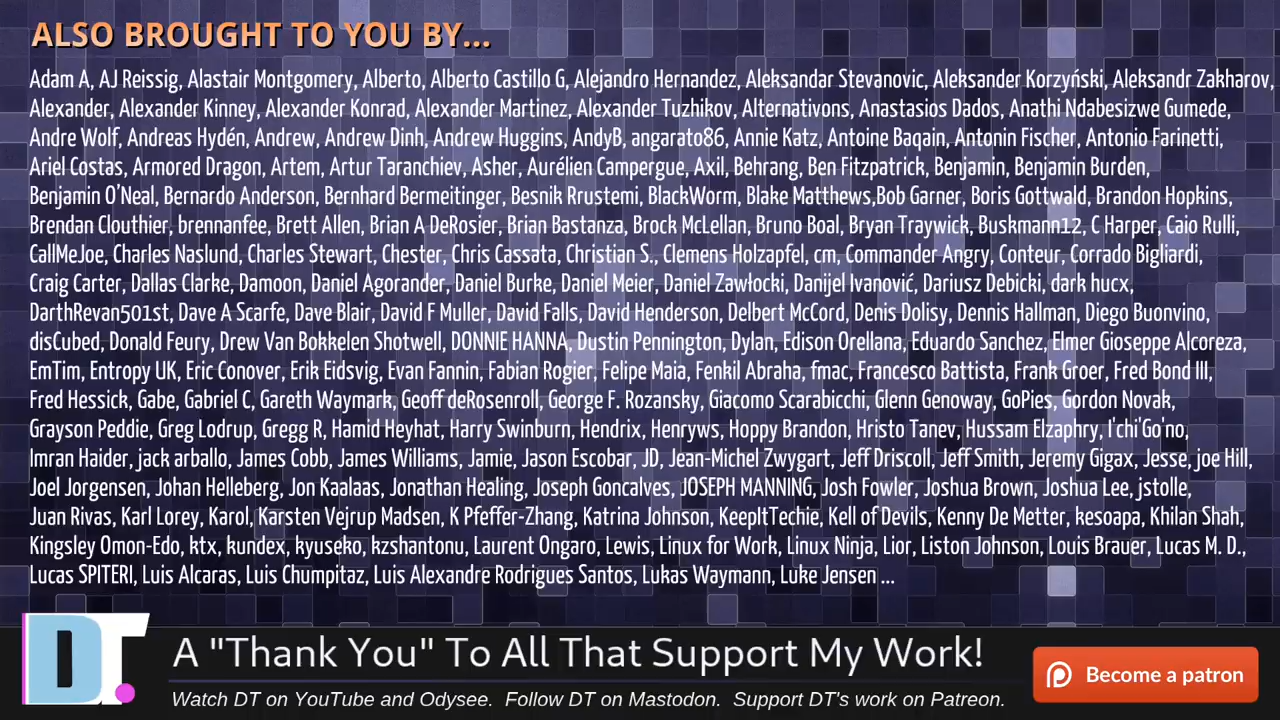 ALSO BROUGHT TO YOU BY...
Adam A, AJ Reissig, Alastair Montgomery, Alberto, Alberto Castillo G, Alejandro Hernandez, Aleksandar Stevanovic, Aleksander Korzyński, Aleksandr Zakharov,
Alexander, Alexander Kinney, Alexander Konrad, Alexander Martinez, Alexander Tuzhikov, Alternativons, Anastasios Dados, Anathi Ndabesizwe Gumede,
Andre Wolf, Andreas Hydén, Andrew, Andrew Dinh, Andrew Huggins, AndyB, angarato86, Annie Katz, Antoine Baqain, Antonin Fischer, Antonio Farinetti,
Ariel Costas, Armored Dragon, Artem, Artur Taranchiev, Asher, Aurélien Campergue, Axil, Behrang, Ben Fitzpatrick, Benjamin, Benjamin Burden,
Benjamin O'Neal, Bernardo Anderson, Bernhard Bermeitinger, Besnik Rrustemi, BlackWorm, Blake Matthews,Bob Garner, Boris Gottwald, Brandon Hopkins,
Brendan Clouthier, brennanfee, Brett Allen, Brian A DeRosier, Brian Bastanza, Brock McLellan, Bruno Boal, Bryan Traywick, Buskmann12, C Harper, Caio Rulli,
CallMeJoe, Charles Naslund, Charles Stewart, Chester, Chris Cassata, Christian S., Clemens Holzapfel, cm, Commander Angry, Conteur, Corrado Bigliardi,
Craig Carter, Dallas Clarke, Damoon, Daniel Agorander, Daniel Burke, Daniel Meier, Daniel Zawłocki, Danijel Ivanović, Dariusz Debicki, dark hucx,
DarthRevan501st, Dave A Scarfe, Dave Blair, David F Muller, David Falls, David Henderson, Delbert McCord, Denis Dolisy, Dennis Hallman, Diego Buonvino,
disCubed, Donald Feury, Drew Van Bokkelen Shotwell, DONNIE HANNA, Dustin Pennington, Dylan, Edison Orellana, Eduardo Sanchez, Elmer Gioseppe Alcoreza,
EmTim, Entropy UK, Eric Conover, Erik Eidsvig, Evan Fannin, Fabian Rogier, Felipe Maia, Fenkil Abraha, fmac, Francesco Battista, Frank Groer, Fred Bond III,
Fred Hessick, Gabe, Gabriel C, Gareth Waymark, Geoff deRosenroll, George F. Rozansky, Giacomo Scarabicchi, Glenn Genoway, GoPies, Gordon Novak,
Grayson Peddie, Greg Lodrup, Gregg R, Hamid Heyhat, Harry Swinburn, Hendrix, Henryws, Hoppy Brandon, Hristo Tanev, Hussam Elzaphry, I'chi'Go'no,
Imran Haider, jack arballo, James Cobb, James Williams, Jamie, Jason Escobar, JD, Jean-Michel Zwygart, Jeff Driscoll, Jeff Smith, Jeremy Gigax, Jesse, joe Hill,
Joel Jorgensen, Johan Helleberg, Jon Kaalaas, Jonathan Healing, Joseph Goncalves, JOSEPH MANNING, Josh Fowler, Joshua Brown, Joshua Lee, jstolle,
Juan Rivas, Karl Lorey, Karol, Karsten Vejrup Madsen, K Pfeffer-Zhang, Katrina Johnson, KeepItTechie, Kell of Devils, Kenny De Metter, kesoapa, Khilan Shah,
Kingsley Omon-Edo, ktx, kundex, kyuseko, kzshantonu, Laurent Ongaro, Lewis, Linux for Work, Linux Ninja, Lior, Liston Johnson, Louis Brauer, Lucas M. D.,
Lucas SPITERI, Luis Alcaras, Luis Chumpitaz, Luis Alexandre Rodrigues Santos, Lukas Waymann, Luke Jensen ...
DT
A "Thank You" To All That Support My Work!
Watch DT on YouTube and Odysee. Follow DT on Mastodon. Support DT's work on Patreon.
Become a patron